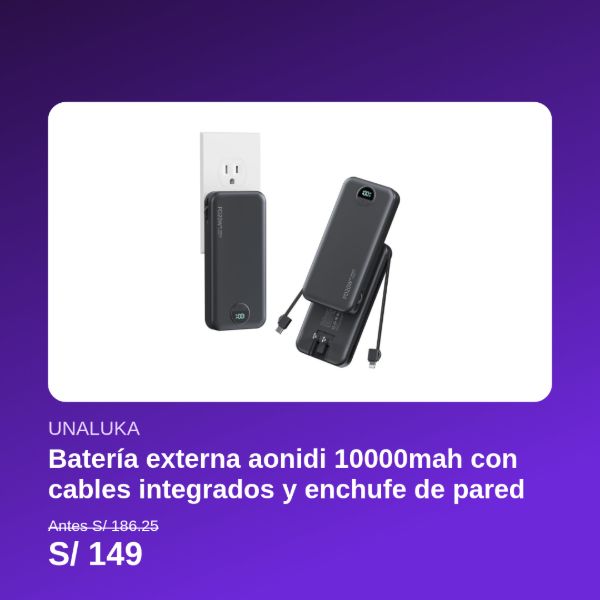 UNALUKA
Batería externa aonidi 10000mah con
cables integrados y enchufe de pared
Antes S/ 186.25
S/ 149